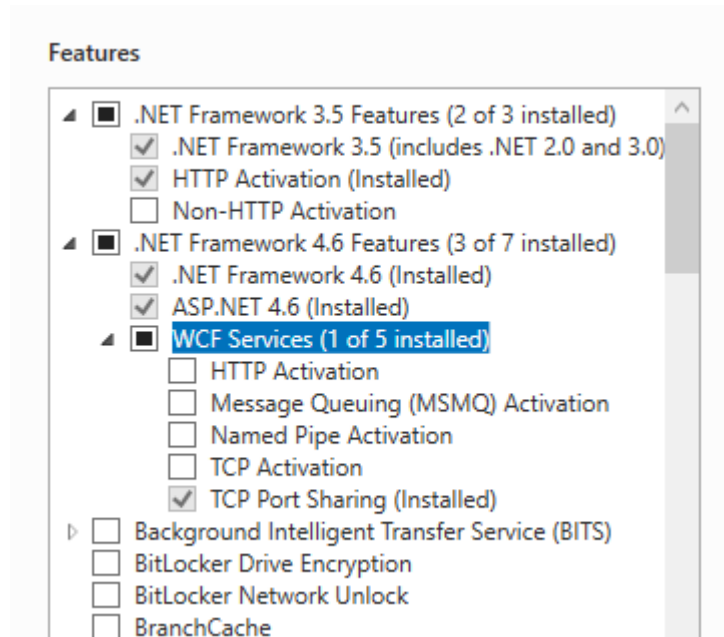 Features
.NET Framework 3.5 Features (2 of 3 installed)
.NET Framework 3.5 (includes .NET 2.0 and 3.0)
HTTP Activation (Installed)
Non-HTTP Activation
.NET Framework 4.6 Features (3 of 7 installed)
.NET Framework 4.6 (Installed)
ASP.NET 4.6 (Installed)
WCF Services (1 of 5 installed)
HTTP Activation
Message Queuing (MSMQ) Activation
Named Pipe Activation
TCP Activation
TCP Port Sharing (Installed)
Background Intelligent Transfer Service (BITS)
BitLocker Drive Encryption
BitLocker Network Unlock
BranchCache